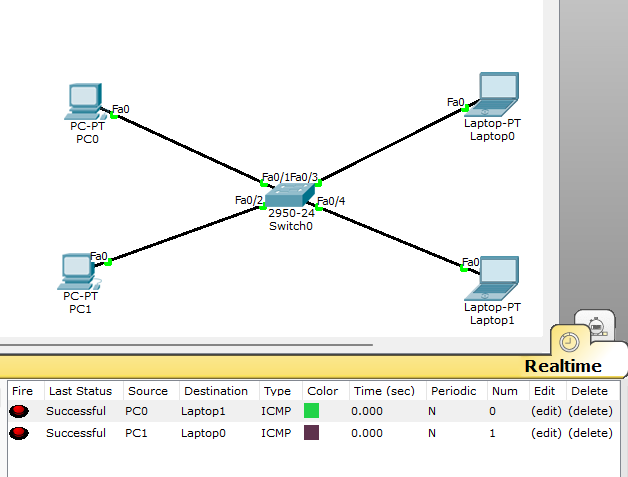 Fa0
PC-PT
PC0
Fa0
Laptop-PT
Laptop0
Fa0/1Fa0/3
Fa0/2
Fa0/4
2950-24
Switch0
Fa0
PC-PT
PC1
Fa0
Laptop-PT
Laptop1
Realtime
Fire Last Status Source Destination Type Color Time (sec) Periodic Num Edit Delete
Successful PC0 Laptop1 ICMP 0.000 N 0 (edit) (delete)
Successful PC1 Laptop0 ICMP 0.000 N 1 (edit) (delete)